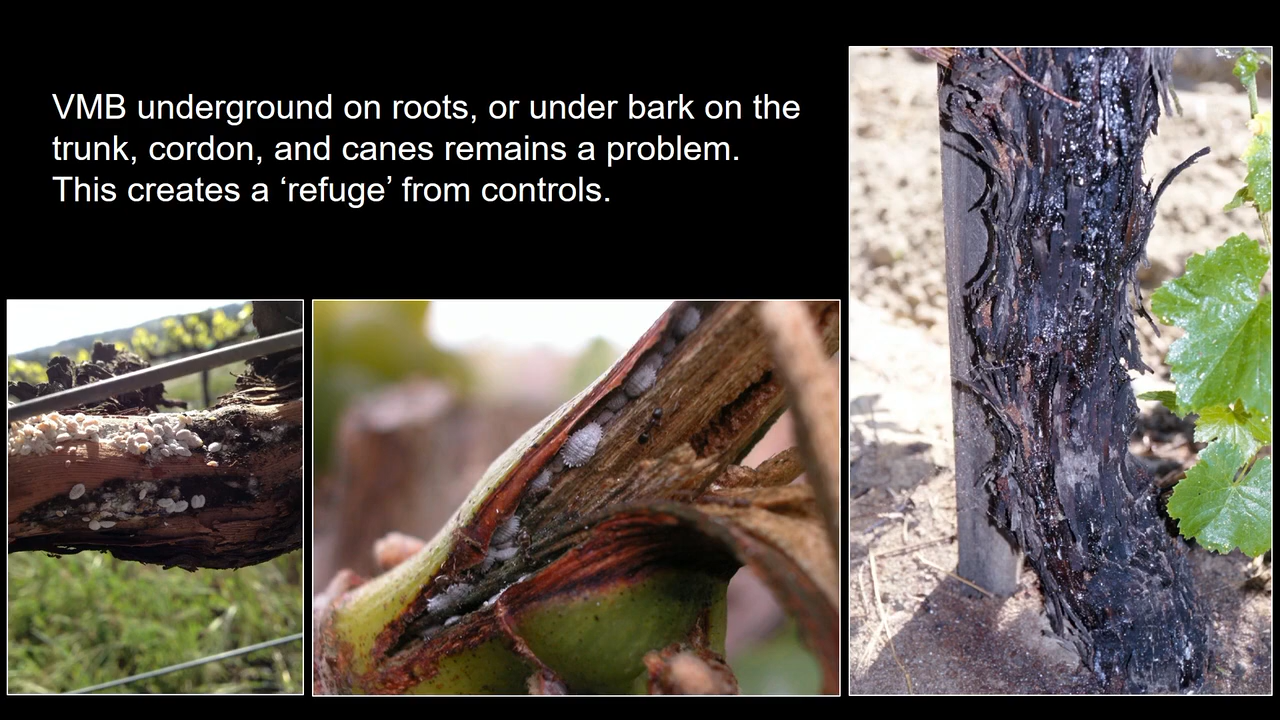 VMB underground on roots, or under bark on the
trunk, cordon, and canes remains a problem.
This creates a ‘refuge’ from controls.